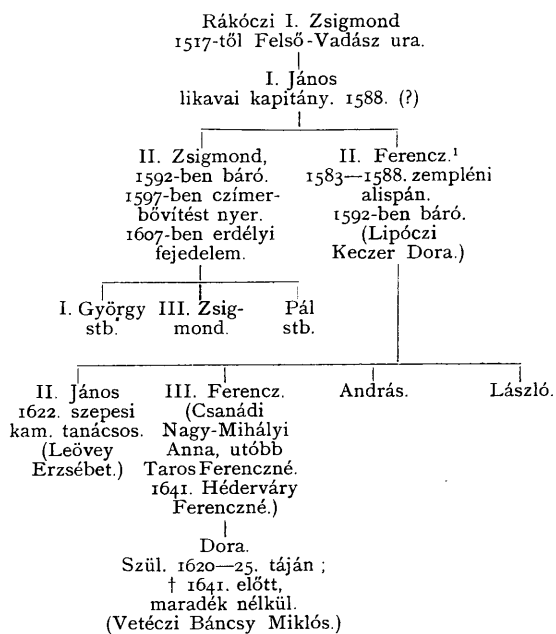 Rákóczi I. Zsigmond
1517-től Felső-Vadász ura.
I. János
likavai kapitány. 1588. (?)
II. Zsigmond,
1592-ben báró.
1597-ben czímer-
bővítést nyer.
1607-ben erdélyi
fejedelem.
II. Ferencz.¹
1583—1588. zempléni
alispán.
1592-ben báró.
(Lipóczi
Keczer Dora.)
I. György
stb.
III. Zsig-
mond.
Pál
stb.
II. János
1622. szepesi
kam. tanácsos.
(Leövey
Erzsébet.)
III. Ferencz.
(Csanádi
Nagy-Mihályi
Anna, utóbb
Taros Ferenczné.
1641. Héderváry
Ferenczné.)
András.
László.
Dora.
Szül. 1620—25. táján ;
† 1641. előtt,
maradék nélkül.
(Vetéczi Báncsy Miklós.)